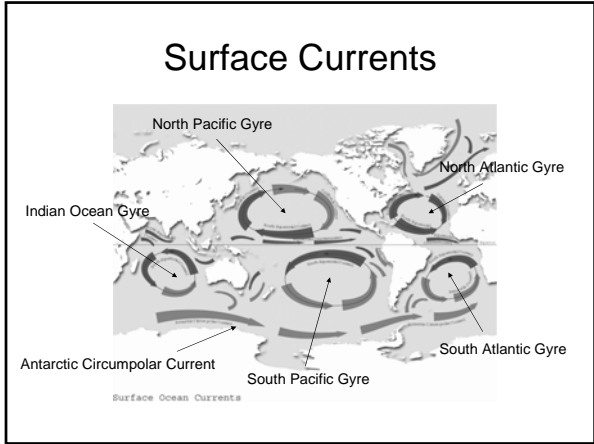 Surface Currents
North Pacific Gyre
North Atlantic Gyre
Indian Ocean Gyre
Antarctic Circumpolar Current
South Pacific Gyre
South Atlantic Gyre
Surface Ocean Currents